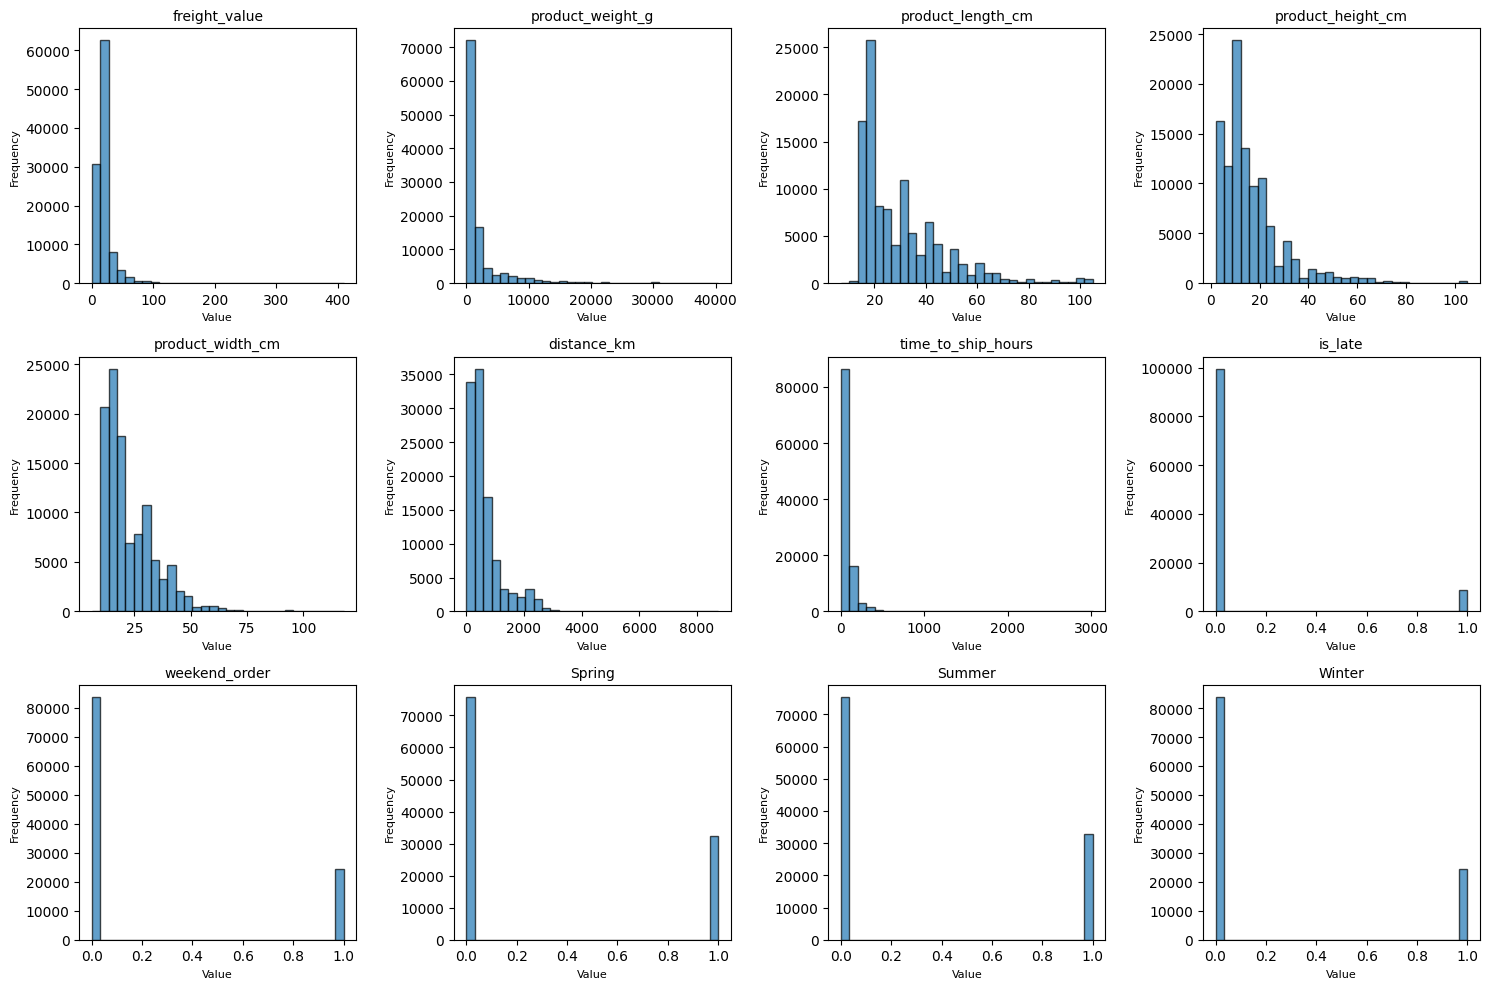 freight_value
60000
50000
40000
30000
20000
10000
0
Frequency
0 100 200 300 400
Value
product_weight_g
70000
60000
50000
40000
30000
20000
10000
0
Frequency
0 10000 20000 30000 40000
Value
product_length_cm
25000
20000
15000
10000
5000
0
Frequency
20 40 60 80 100
Value
product_height_cm
25000
20000
15000
10000
5000
0
Frequency
0 20 40 60 80 100
Value
product_width_cm
25000
20000
15000
10000
5000
0
Frequency
25 50 75 100
Value
distance_km
35000
30000
25000
20000
15000
10000
5000
0
Frequency
0 2000 4000 6000 8000
Value
time_to_ship_hours
80000
60000
40000
20000
0
Frequency
0 1000 2000 3000
Value
is_late
100000
80000
60000
40000
20000
0
Frequency
0.0 0.2 0.4 0.6 0.8 1.0
Value
weekend_order
80000
70000
60000
50000
40000
30000
20000
10000
0
Frequency
0.0 0.2 0.4 0.6 0.8 1.0
Value
Spring
70000
60000
50000
40000
30000
20000
10000
0
Frequency
0.0 0.2 0.4 0.6 0.8 1.0
Value
Summer
70000
60000
50000
40000
30000
20000
10000
0
Frequency
0.0 0.2 0.4 0.6 0.8 1.0
Value
Winter
80000
70000
60000
50000
40000
30000
20000
10000
0
Frequency
0.0 0.2 0.4 0.6 0.8 1.0
Value